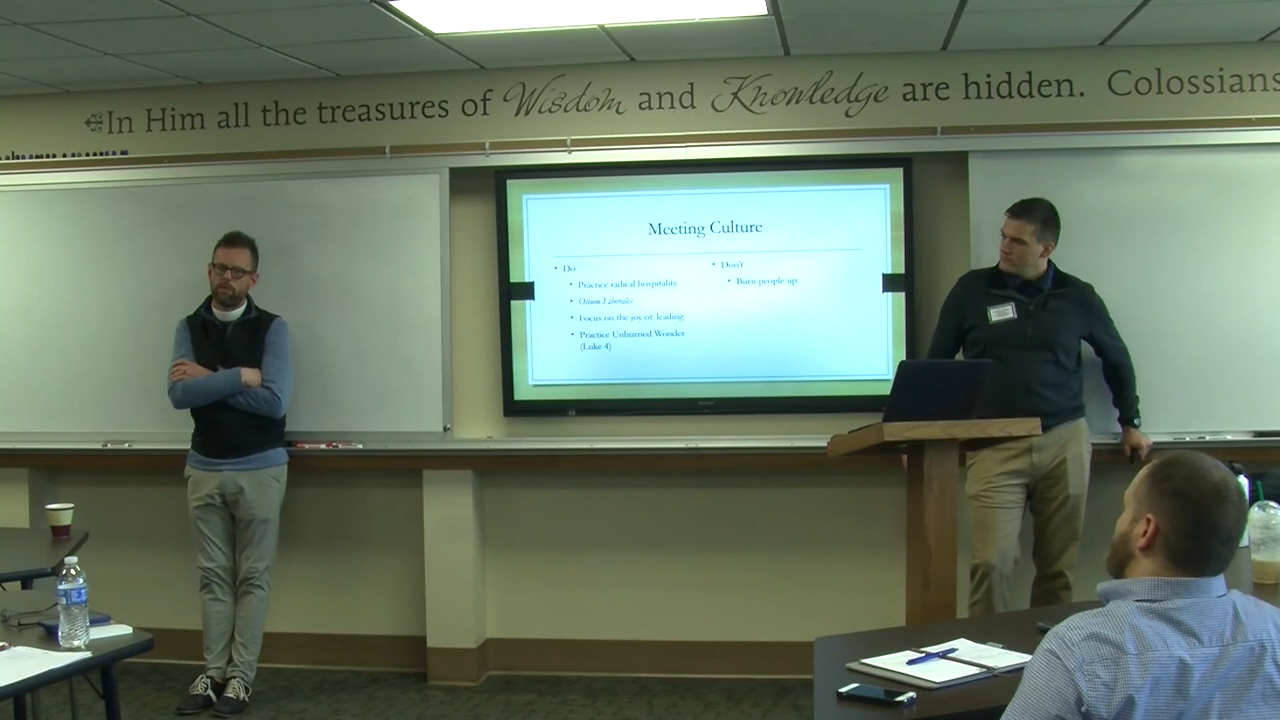 In Him all the treasures of Wisdom and Knowledge are hidden. Colossians
Meeting Culture
• Do
• Practice radical hospitality
• Otium Liberales
• Focus on the joy of leading
• Practice Unhurried Wonder
(Luke 4)
• Don't
• Burn people up